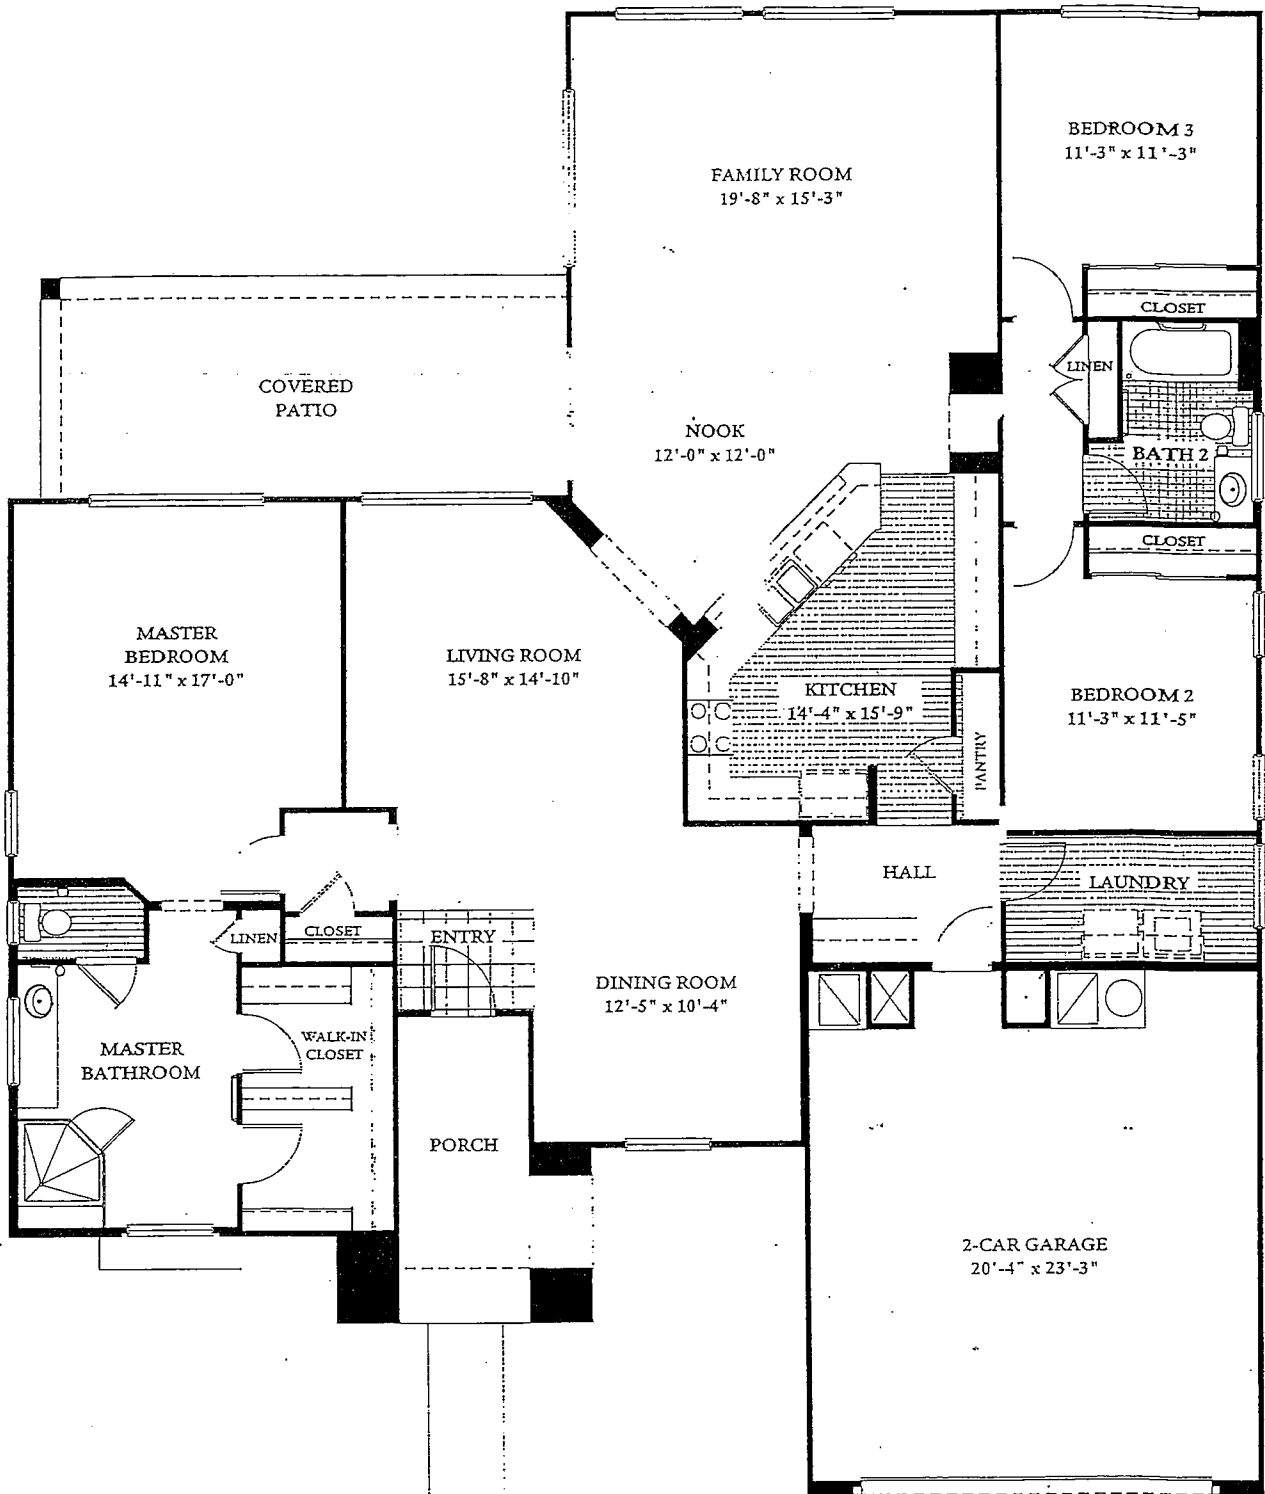 BEDROOM 3
11'-3" x 11'-3"
FAMILY ROOM
19'-8" x 15'-3"
CLOSET
LINEN
COVERED
PATIO
NOOK
12'-0" x 12'-0"
BATH 2
CLOSET
MASTER
BEDROOM
14'-11" x 17'-0"
LIVING ROOM
15'-8" x 14'-10"
KITCHEN
14'-4" x 15'-9"
BEDROOM 2
11'-3" x 11'-5"
PANTRY
HALL
LAUNDRY
LINEN
CLOSET
ENTRY
DINING ROOM
12'-5" x 10'-4"
WALK-IN
CLOSET
MASTER
BATHROOM
PORCH
2-CAR GARAGE
20'-4" x 23'-3"